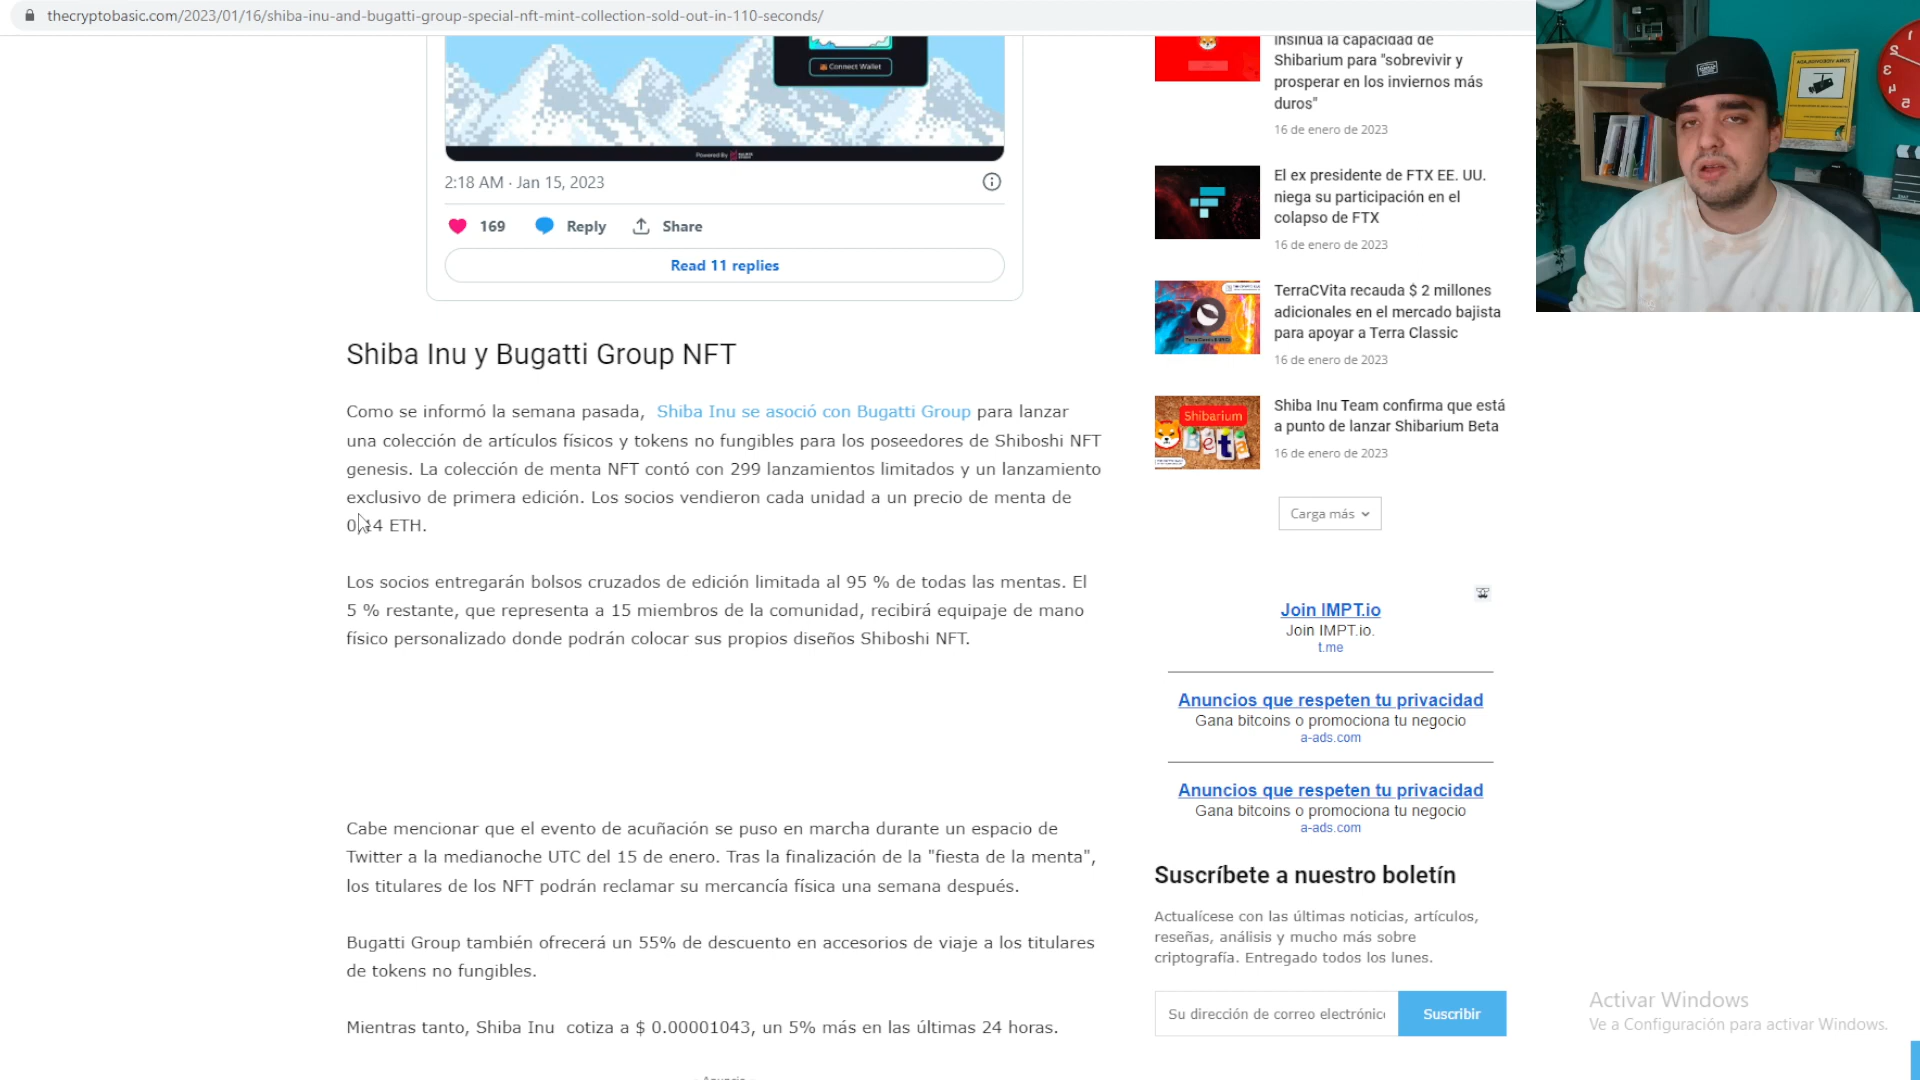 thecryptobasic.com/2023/01/16/shiba-inu-and-bugatti-group-special-nft-mint-collection-sold-out-in-110-seconds/
Connect Wallet
Powered By
2:18 AM · Jan 15, 2023
169 Reply Share
Read 11 replies
Shiba Inu y Bugatti Group NFT
Como se informó la semana pasada, Shiba Inu se asoció con Bugatti Group para lanzar
una colección de artículos físicos y tokens no fungibles para los poseedores de Shiboshi NFT
genesis. La colección de menta NFT contó con 299 lanzamientos limitados y un lanzamiento
exclusivo de primera edición. Los socios vendieron cada unidad a un precio de menta de
0,14 ETH.
Los socios entregarán bolsos cruzados de edición limitada al 95 % de todas las mentas. El
5 % restante, que representa a 15 miembros de la comunidad, recibirá equipaje de mano
físico personalizado donde podrán colocar sus propios diseños Shiboshi NFT.
Cabe mencionar que el evento de acuñación se puso en marcha durante un espacio de
Twitter a la medianoche UTC del 15 de enero. Tras la finalización de la "fiesta de la menta",
los titulares de los NFT podrán reclamar su mercancía física una semana después.
Bugatti Group también ofrecerá un 55% de descuento en accesorios de viaje a los titulares
de tokens no fungibles.
Mientras tanto, Shiba Inu cotiza a $ 0.00001043, un 5% más en las últimas 24 horas.
- Anuncio -
insinúa la capacidad de
Shibarium para "sobrevivir y
prosperar en los inviernos más
duros"
16 de enero de 2023
El ex presidente de FTX EE. UU.
niega su participación en el
colapso de FTX
16 de enero de 2023
TerraCVita recauda $ 2 millones
adicionales en el mercado bajista
para apoyar a Terra Classic
16 de enero de 2023
Shibarium
Beta
Shiba Inu Team confirma que está
a punto de lanzar Shibarium Beta
16 de enero de 2023
Carga más
Join IMPT.io
Join IMPT.io.
t.me
Anuncios que respeten tu privacidad
Gana bitcoins o promociona tu negocio
a-ads.com
Anuncios que respeten tu privacidad
Gana bitcoins o promociona tu negocio
a-ads.com
Suscríbete a nuestro boletín
Actualícese con las últimas noticias, artículos,
reseñas, análisis y mucho más sobre
criptografía. Entregado todos los lunes.
Su dirección de correo electrónic
Suscribir
Activar Windows
Ve a Configuración para activar Windows.